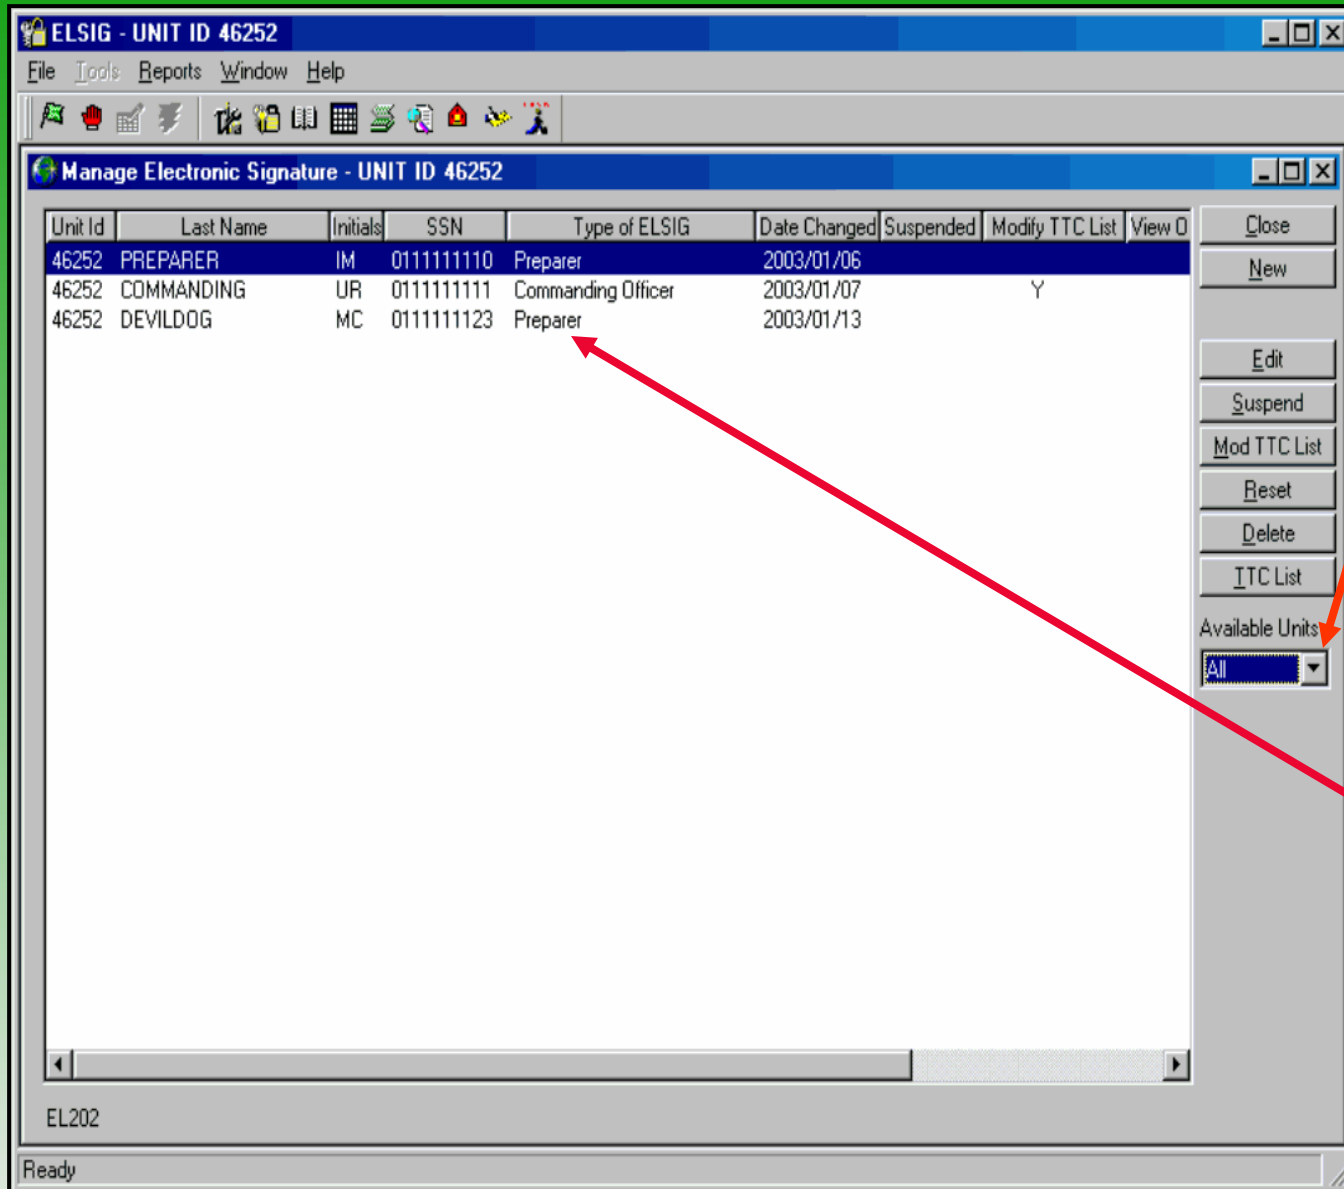 ELSIG - UNIT ID 46252
File Tools Reports Window Help
Manage Electronic Signature - UNIT ID 46252
Unit Id Last Name Initials SSN Type of ELSIG Date Changed Suspended Modify TTC List View O
46252 PREPARER IM 0111111110 Preparer 2003/01/06
46252 COMMANDING UR 0111111111 Commanding Officer 2003/01/07 Y
46252 DEVILDOG MC 0111111123 Preparer 2003/01/13
Close
New
Edit
Suspend
Mod TTC List
Reset
Delete
TTC List
Available Units
All
EL202
Ready